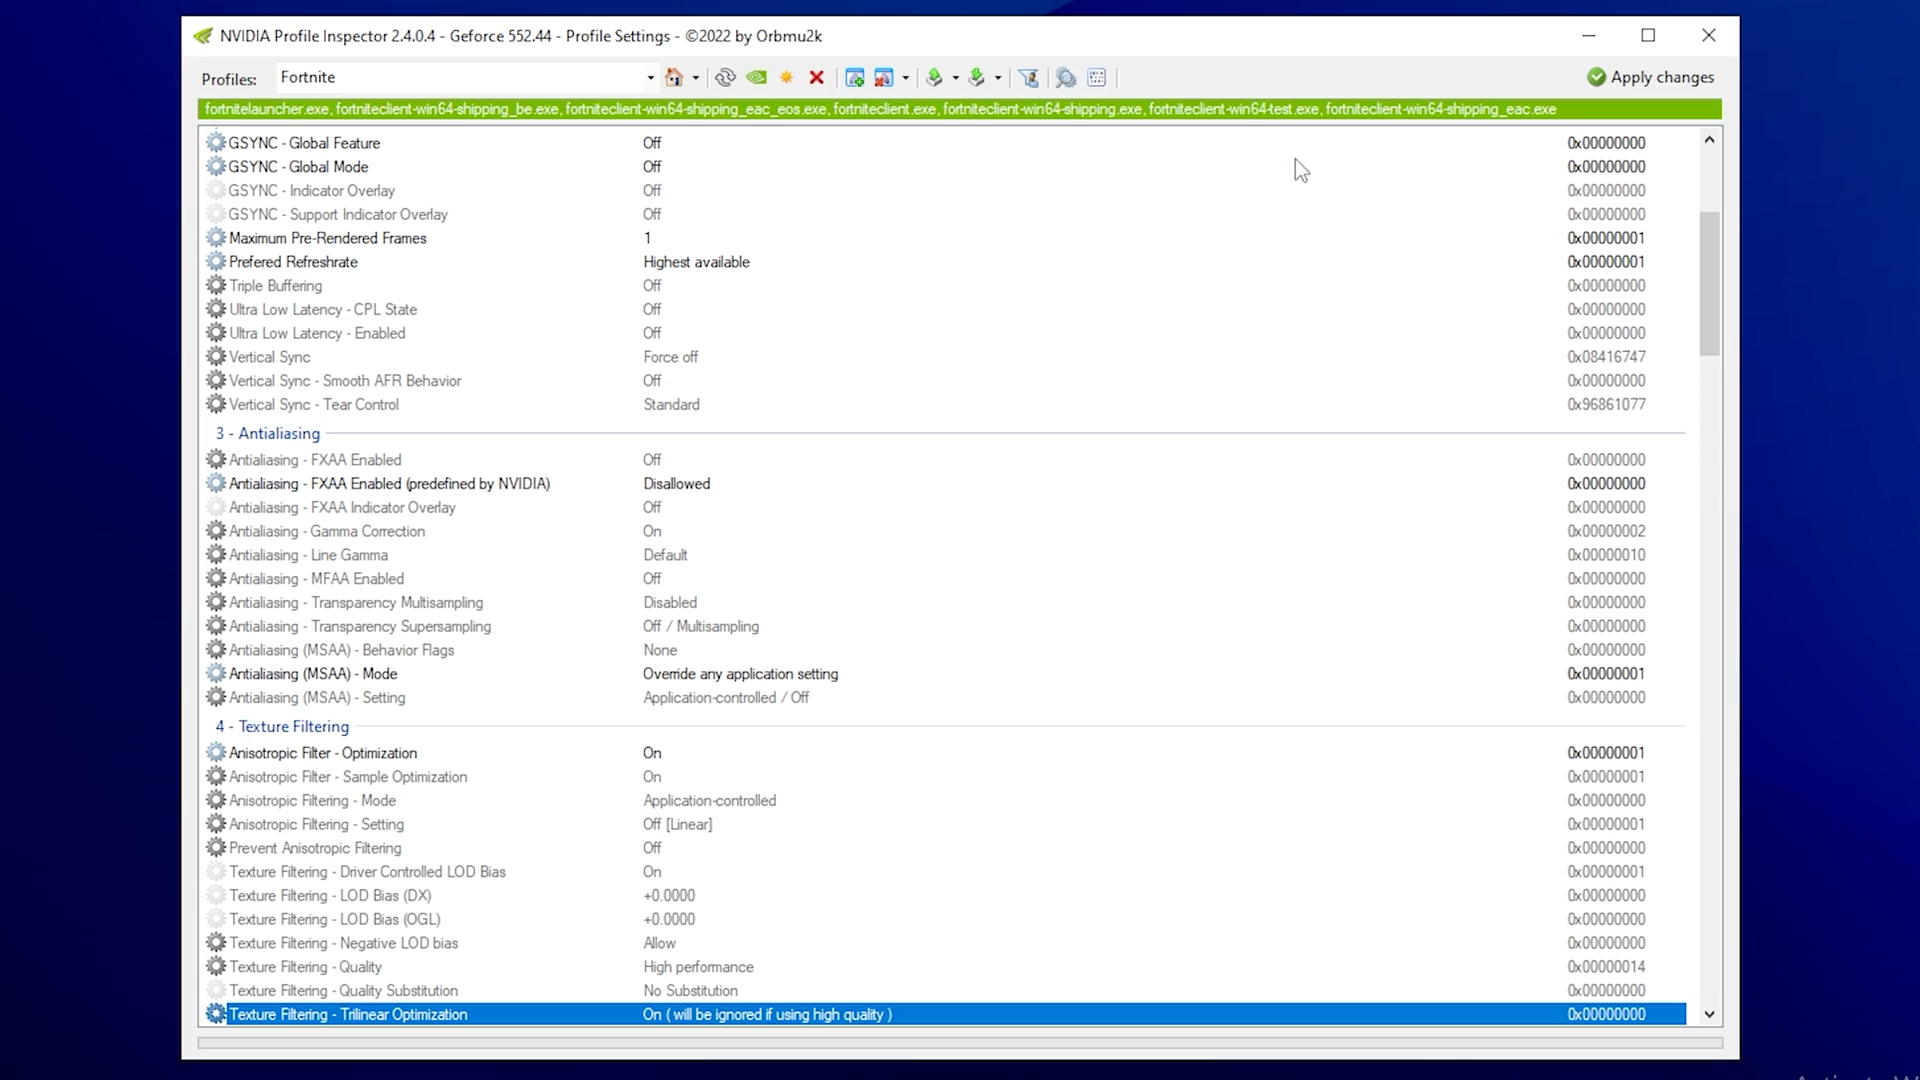 NVIDIA Profile Inspector 2.4.0.4 - Geforce 552.44 - Profile Settings - ©2022 by Orbmu2k
Profiles: Fortnite Apply changes
fortnitelauncher.exe, fortniteclient-win64-shipping_be.exe, fortniteclient-win64-shipping_eac_eos.exe, fortniteclient.exe, fortniteclient-win64-shipping.exe, fortniteclient-win64-test.exe, fortniteclient-win64-shipping_eac.exe
GSYNC - Global Feature Off 0x00000000
GSYNC - Global Mode Off 0x00000000
GSYNC - Indicator Overlay Off 0x00000000
GSYNC - Support Indicator Overlay Off 0x00000000
Maximum Pre-Rendered Frames 1 0x00000001
Prefered Refreshrate Highest available 0x00000001
Triple Buffering Off 0x00000000
Ultra Low Latency - CPL State Off 0x00000000
Ultra Low Latency - Enabled Off 0x00000000
Vertical Sync Force off 0x08416747
Vertical Sync - Smooth AFR Behavior Off 0x00000000
Vertical Sync - Tear Control Standard 0x96861077
3 - Antialiasing
Antialiasing - FXAA Enabled Off 0x00000000
Antialiasing - FXAA Enabled (predefined by NVIDIA) Disallowed 0x00000000
Antialiasing - FXAA Indicator Overlay Off 0x00000000
Antialiasing - Gamma Correction On 0x00000002
Antialiasing - Line Gamma Default 0x00000010
Antialiasing - MFAA Enabled Off 0x00000000
Antialiasing - Transparency Multisampling Disabled 0x00000000
Antialiasing - Transparency Supersampling Off / Multisampling 0x00000000
Antialiasing (MSAA) - Behavior Flags None 0x00000000
Antialiasing (MSAA) - Mode Override any application setting 0x00000001
Antialiasing (MSAA) - Setting Application-controlled / Off 0x00000000
4 - Texture Filtering
Anisotropic Filter - Optimization On 0x00000001
Anisotropic Filter - Sample Optimization On 0x00000001
Anisotropic Filtering - Mode Application-controlled 0x00000000
Anisotropic Filtering - Setting Off [Linear] 0x00000001
Prevent Anisotropic Filtering Off 0x00000000
Texture Filtering - Driver Controlled LOD Bias On 0x00000001
Texture Filtering - LOD Bias (DX) +0.0000 0x00000000
Texture Filtering - LOD Bias (OGL) +0.0000 0x00000000
Texture Filtering - Negative LOD bias Allow 0x00000000
Texture Filtering - Quality High performance 0x00000014
Texture Filtering - Quality Substitution No Substitution 0x00000000
Texture Filtering - Trilinear Optimization On ( will be ignored if using high quality ) 0x00000000